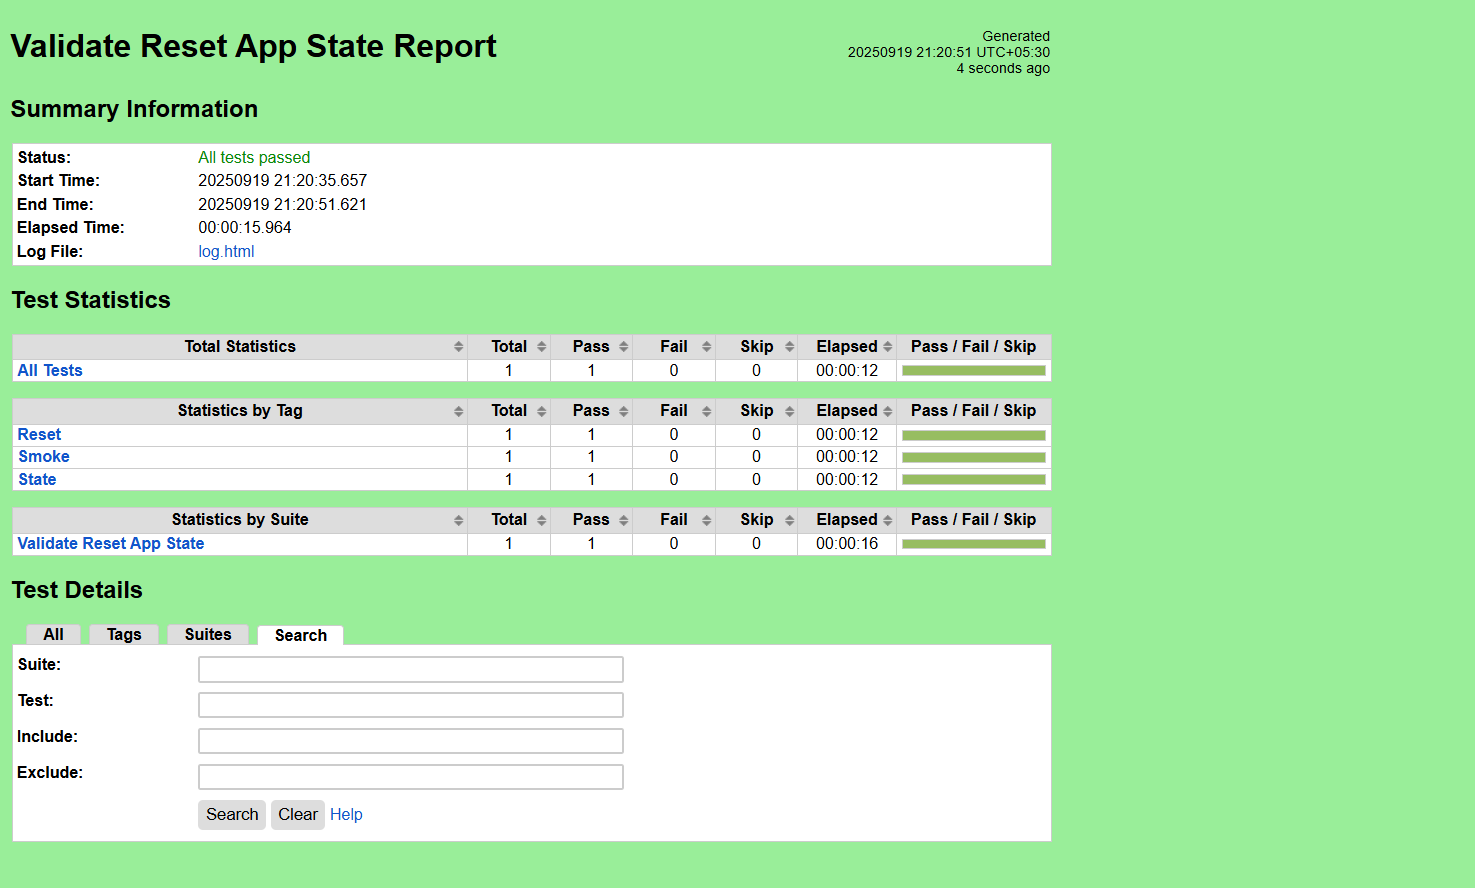 Validate Reset App State Report
Generated
20250919 21:20:51 UTC+05:30
4 seconds ago
Summary Information
Status: All tests passed
Start Time: 20250919 21:20:35.657
End Time: 20250919 21:20:51.621
Elapsed Time: 00:00:15.964
Log File: log.html
Test Statistics
Total Statistics Total Pass Fail Skip Elapsed Pass / Fail / Skip
All Tests 1 1 0 0 00:00:12
Statistics by Tag Total Pass Fail Skip Elapsed Pass / Fail / Skip
Reset 1 1 0 0 00:00:12
Smoke 1 1 0 0 00:00:12
State 1 1 0 0 00:00:12
Statistics by Suite Total Pass Fail Skip Elapsed Pass / Fail / Skip
Validate Reset App State 1 1 0 0 00:00:16
Test Details
All Tags Suites Search
Suite:
Test:
Include:
Exclude:
Search Clear Help